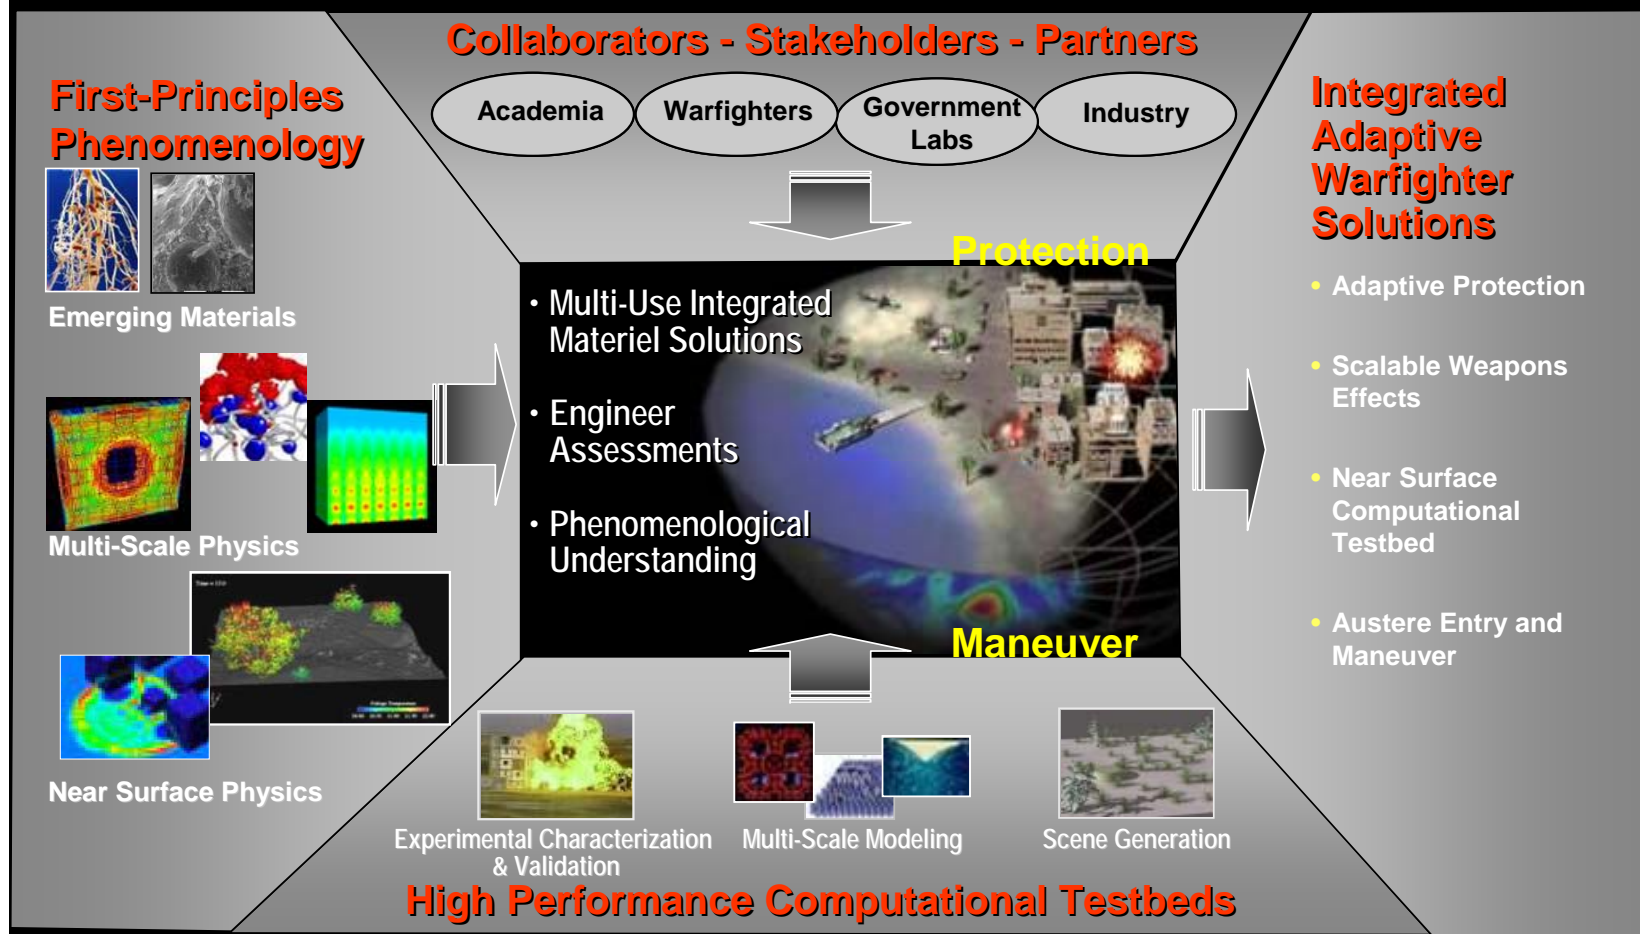 Collaborators - Stakeholders - Partners
Academia
Warfighters
Government
Labs
Industry
First-Principles
Phenomenology
Emerging Materials
Multi-Scale Physics
Near Surface Physics
Protection
• Multi-Use Integrated
Materiel Solutions
• Engineer
Assessments
• Phenomenological
Understanding
Maneuver
Experimental Characterization
& Validation
Multi-Scale Modeling
Scene Generation
High Performance Computational Testbeds
Integrated
Adaptive
Warfighter
Solutions
• Adaptive Protection
• Scalable Weapons
Effects
• Near Surface
Computational
Testbed
• Austere Entry and
Maneuver